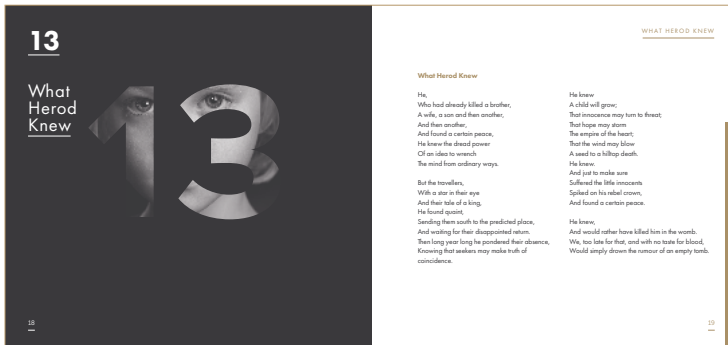 13
What
Herod
Knew
13
18
WHAT HEROD KNEW
What Herod Knew
He,
Who had already killed a brother,
A wife, a son and then another,
And then another,
And found a certain peace,
He knew the dread power
Of an idea to wrench
The mind from ordinary ways.
But the travellers,
With a star in their eye
And their tale of a king,
He found quaint,
Sending them south to the predicted place,
And waiting for their disappointed return.
Then long year long he pondered their absence,
Knowing that seekers may make truth of
coincidence.
He knew
A child will grow;
That innocence may turn to threat;
That hope may storm
The empire of the heart;
That the wind may blow
A seed to a hilltop death.
He knew.
And just to make sure
Suffered the little innocents
Spiked on his rebel crown,
And found a certain peace.
He knew,
And would rather have killed him in the womb.
We, too late for that, and with no taste for blood,
Would simply drown the rumour of an empty tomb.
19